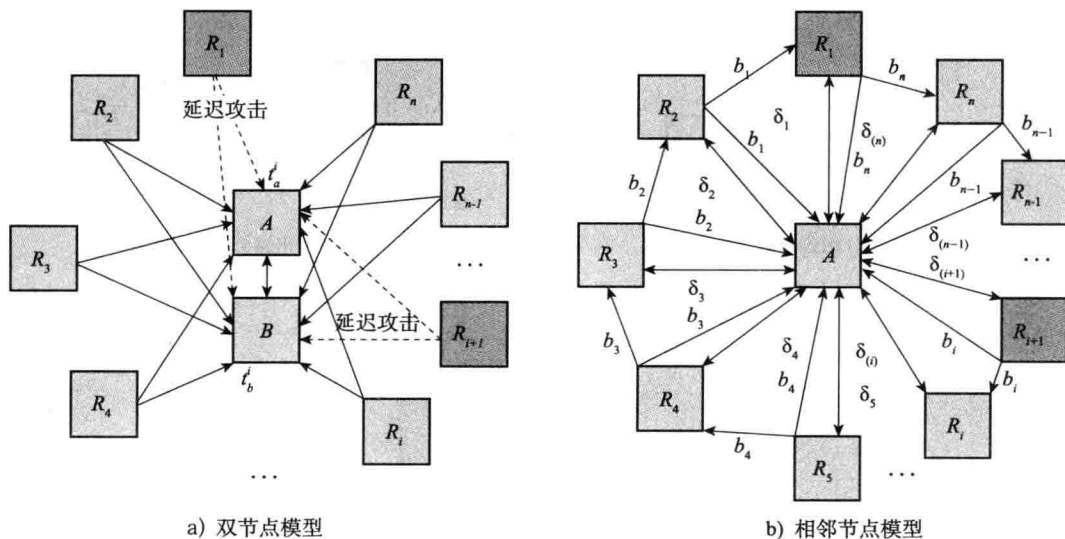 R₁
延迟攻击
R₂
Rₙ
tᵢₐ
A
Rₙ₋₁
R₃
...
B
延迟攻击
Rᵢ₊₁
tᵢ_b
R₄
Rᵢ
...
a) 双节点模型
R₁
b₁
bₙ
R₂
Rₙ
δ₁
δ₍ₙ₎
bₙ₋₁
b₁
bₙ
b₂
δ₂
bₙ₋₁
Rₙ₋₁
b₂
R₃
A
δ₍ₙ₋₁₎
...
δ₍ᵢ₊₁₎
δ₃
b₃
Rᵢ₊₁
b₃
δ₄
δ₍ᵢ₎
bᵢ
b₄
bᵢ
R₄
δ₅
Rᵢ
b₄
R₅
...
b) 相邻节点模型